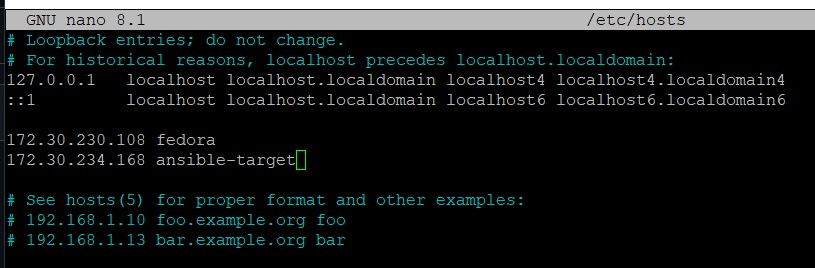 GNU nano 8.1 /etc/hosts
# Loopback entries; do not change.
# For historical reasons, localhost precedes localhost.localdomain:
127.0.0.1   localhost localhost.localdomain localhost4 localhost4.localdomain4
::1         localhost localhost.localdomain localhost6 localhost6.localdomain6
172.30.230.108 fedora
172.30.234.168 ansible-target
# See hosts(5) for proper format and other examples:
# 192.168.1.10 foo.example.org foo
# 192.168.1.13 bar.example.org bar